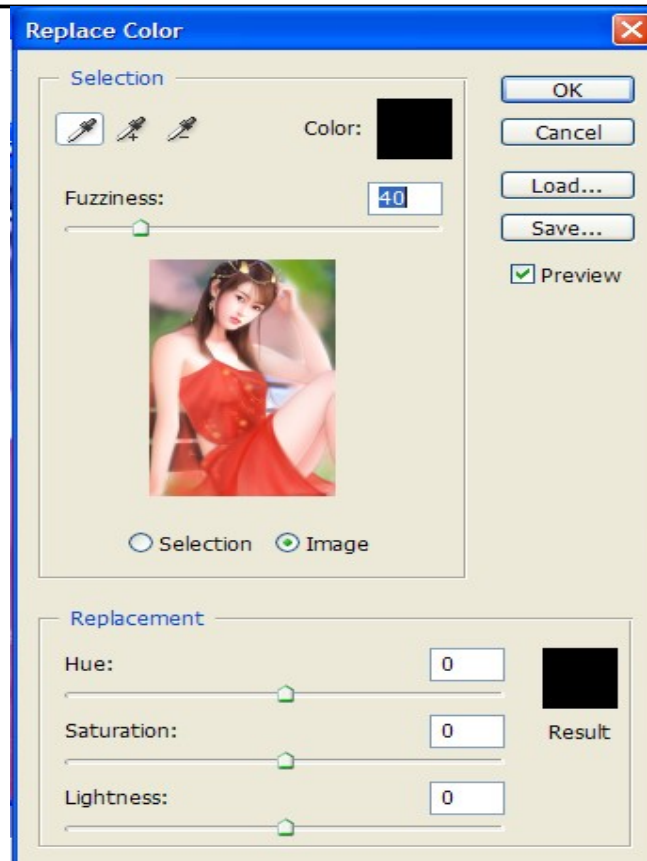 Replace Color
Selection
Color:
OK
Cancel
Fuzziness:
40
Load...
Save...
Preview
Selection
Image
Replacement
Hue:
0
Saturation:
0
Result
Lightness:
0